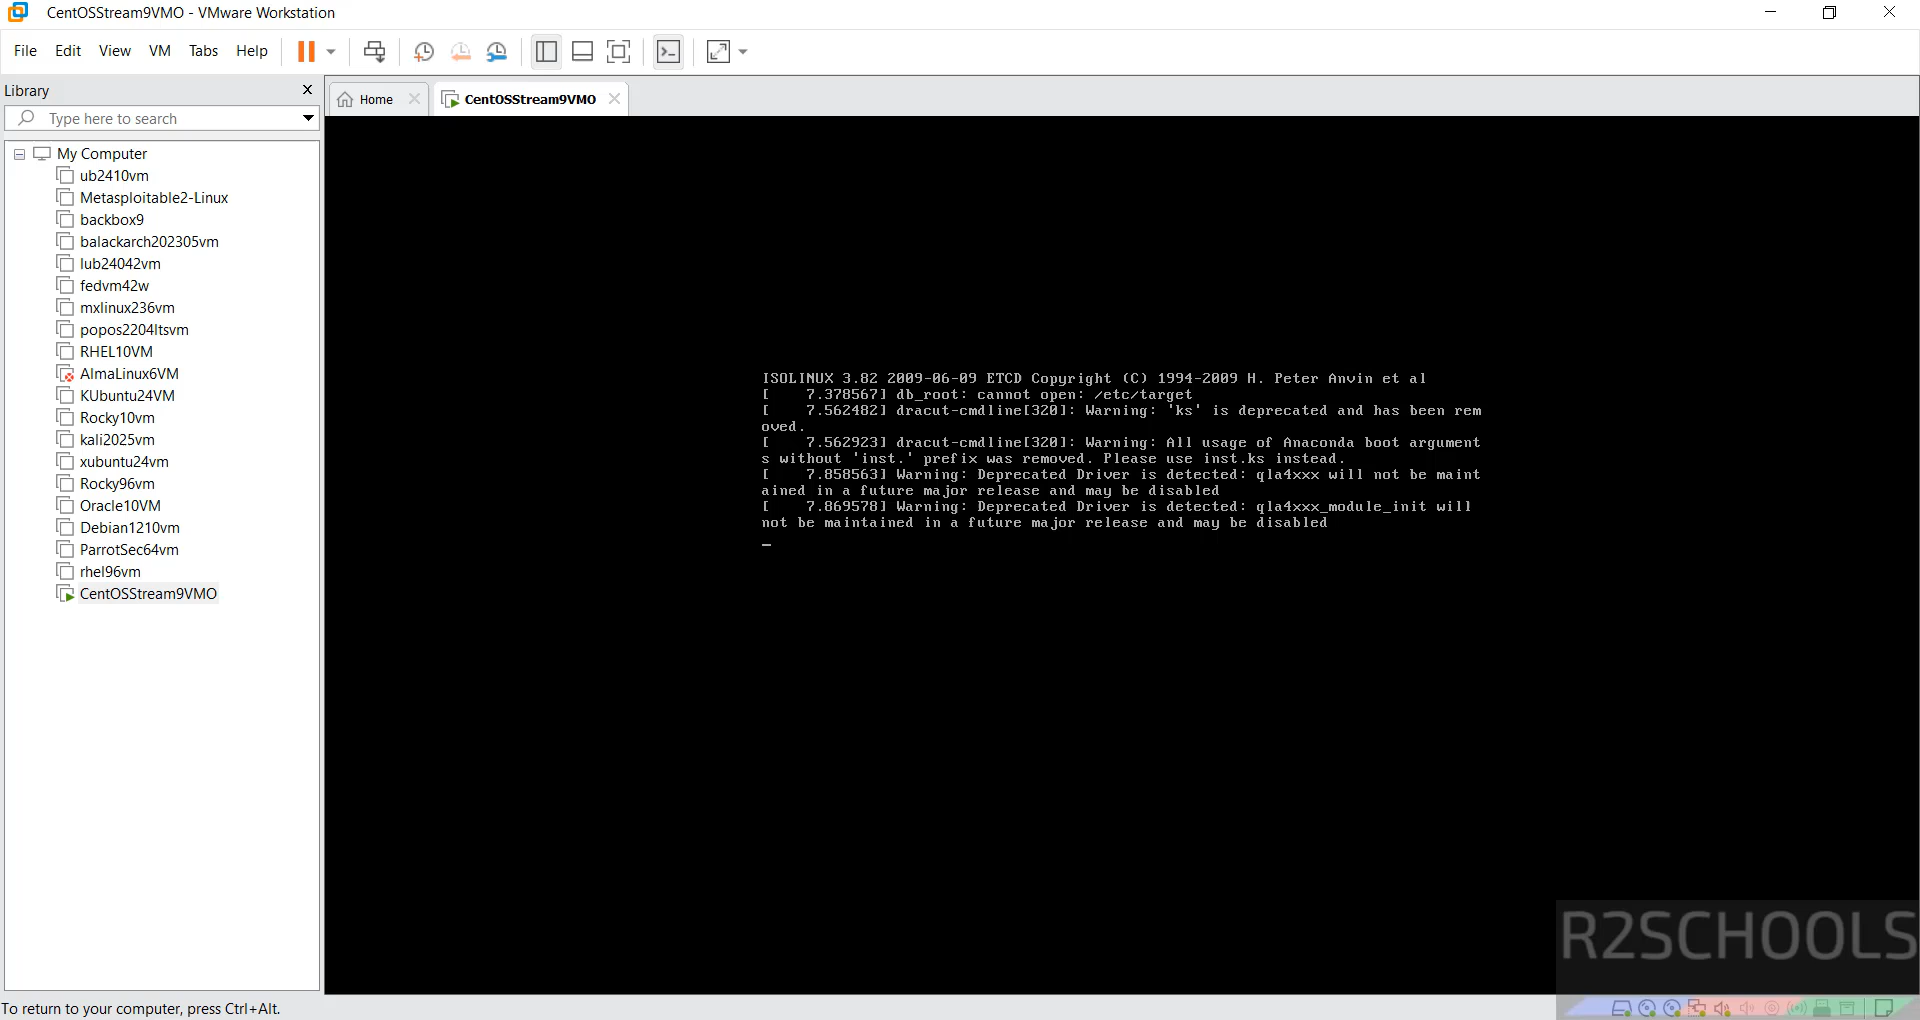 CentOSStream9VMO - VMware Workstation
File Edit View VM Tabs Help
Library
Home
CentOSStream9VMO
Type here to search
My Computer
ub2410vm
Metasploitable2-Linux
backbox9
balackarch202305vm
lub24042vm
fedvm42w
mxlinux236vm
popos2204ltsvm
RHEL10VM
AlmaLinux6VM
KUbuntu24VM
Rocky10vm
kali2025vm
xubuntu24vm
Rocky96vm
Oracle10VM
Debian1210vm
ParrotSec64vm
rhel96vm
CentOSStream9VMO
ISOLINUX 3.82 2009-06-09 ETCD Copyright (C) 1994-2009 H. Peter Anvin et al
[    7.378567] db_root: cannot open: /etc/target
[    7.562482] dracut-cmdline[320]: Warning: 'ks' is deprecated and has been rem
oved.
[    7.562923] dracut-cmdline[320]: Warning: All usage of Anaconda boot argument
s without 'inst.' prefix was removed. Please use inst.ks instead.
[    7.858563] Warning: Deprecated Driver is detected: qla4xxx will not be maint
ained in a future major release and may be disabled
[    7.869578] Warning: Deprecated Driver is detected: qla4xxx_module_init will
not be maintained in a future major release and may be disabled
R2SCHOOLS
To return to your computer, press Ctrl+Alt.